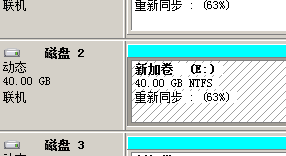 联机
重新同步 : (63%)
磁盘 2
动态
40.00 GB
联机
新加卷 (E:)
40.00 GB NTFS
重新同步 : (63%)
磁盘 3